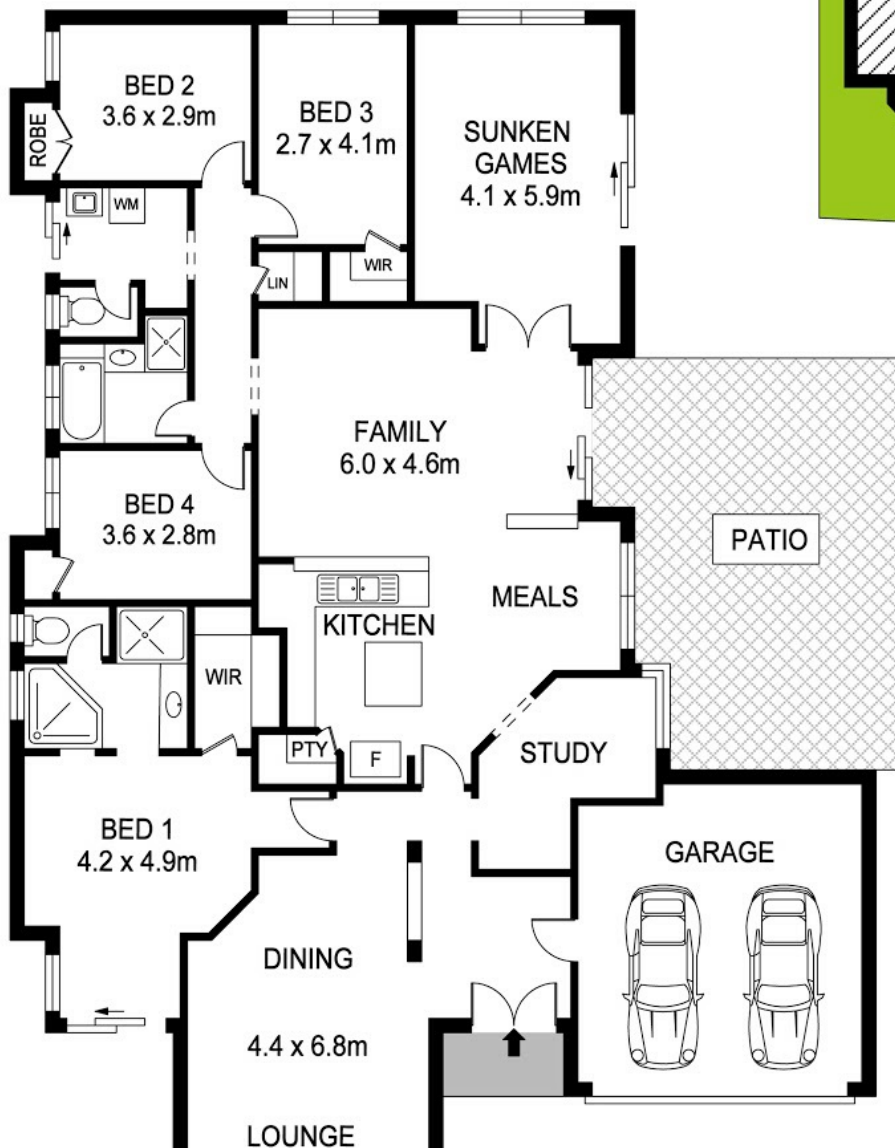 BED 2
3.6 x 2.9m
BED 3
2.7 x 4.1m
SUNKEN
GAMES
4.1 x 5.9m
ROBE
WM
LIN
WIR
FAMILY
6.0 x 4.6m
BED 4
3.6 x 2.8m
PATIO
MEALS
KITCHEN
WIR
PTY
F
STUDY
BED 1
4.2 x 4.9m
GARAGE
DINING
4.4 x 6.8m
LOUNGE